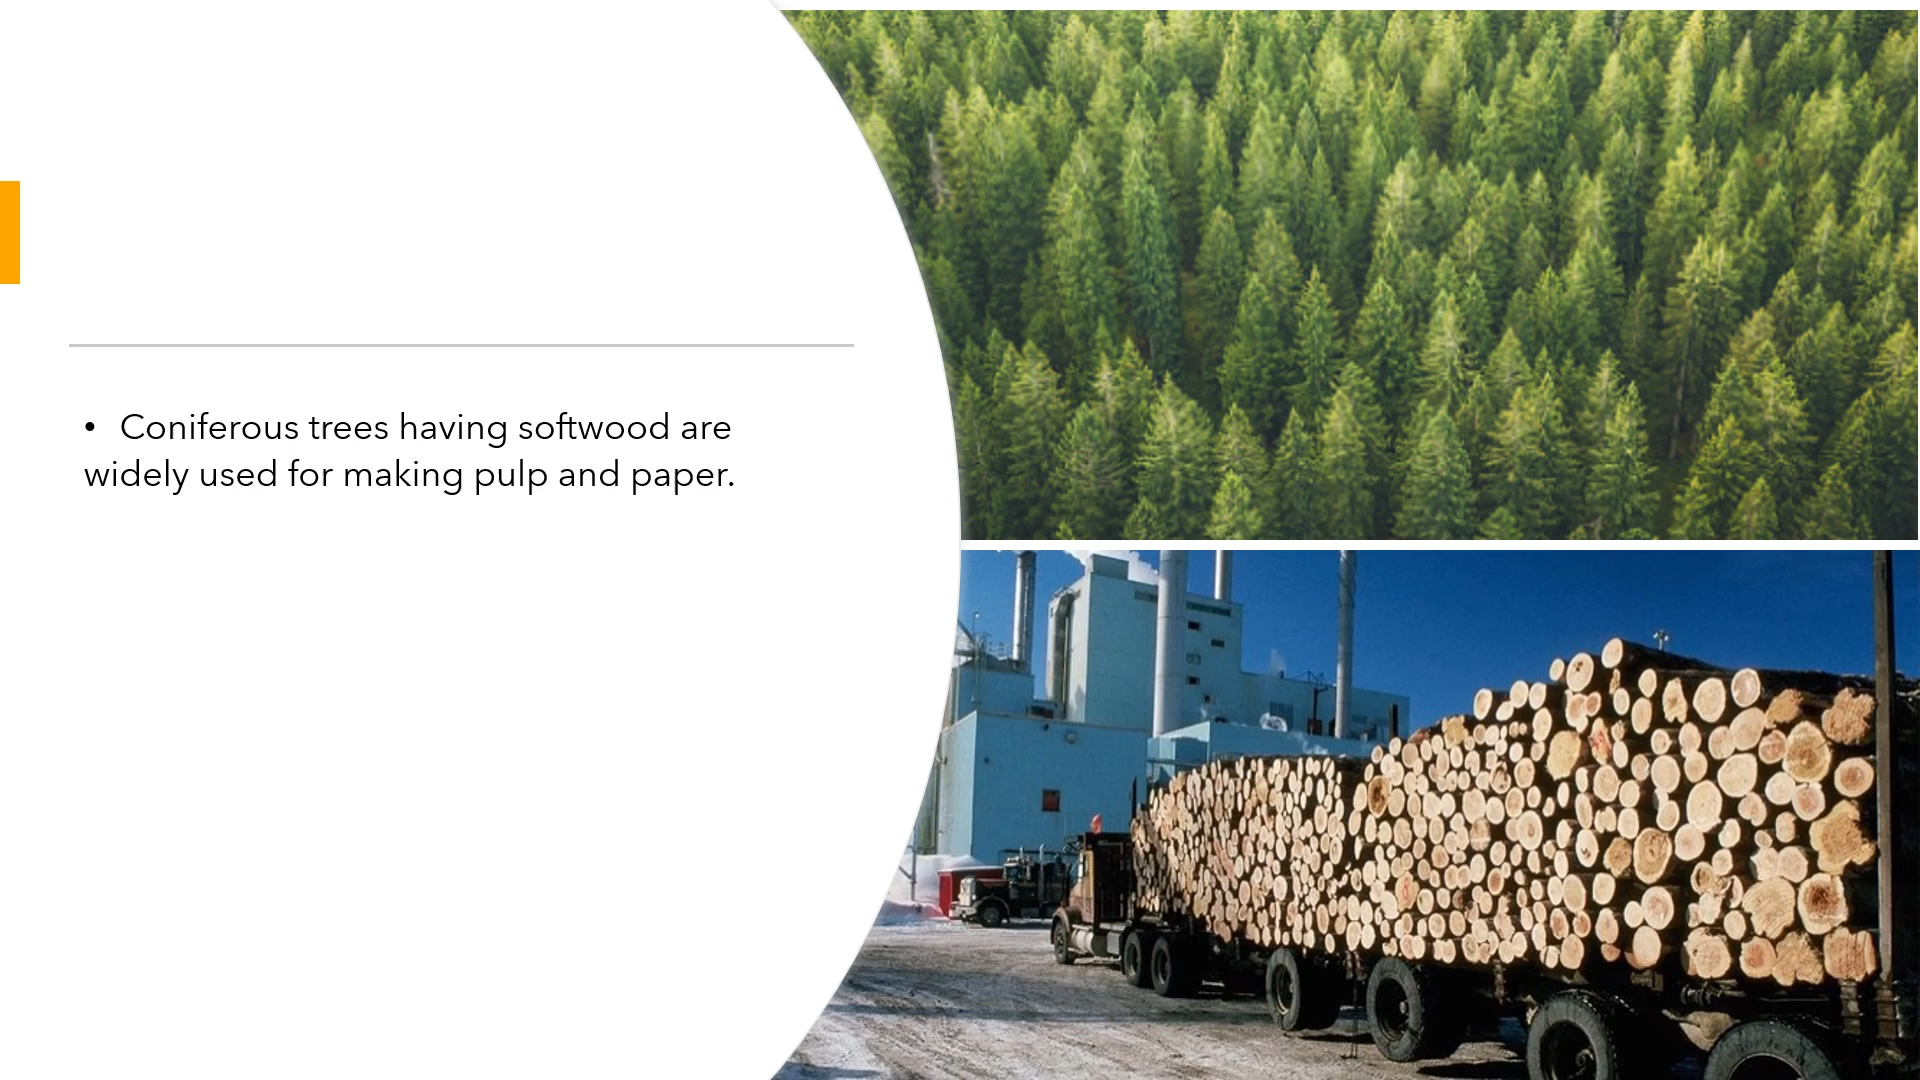 • Coniferous trees having softwood are
widely used for making pulp and paper.